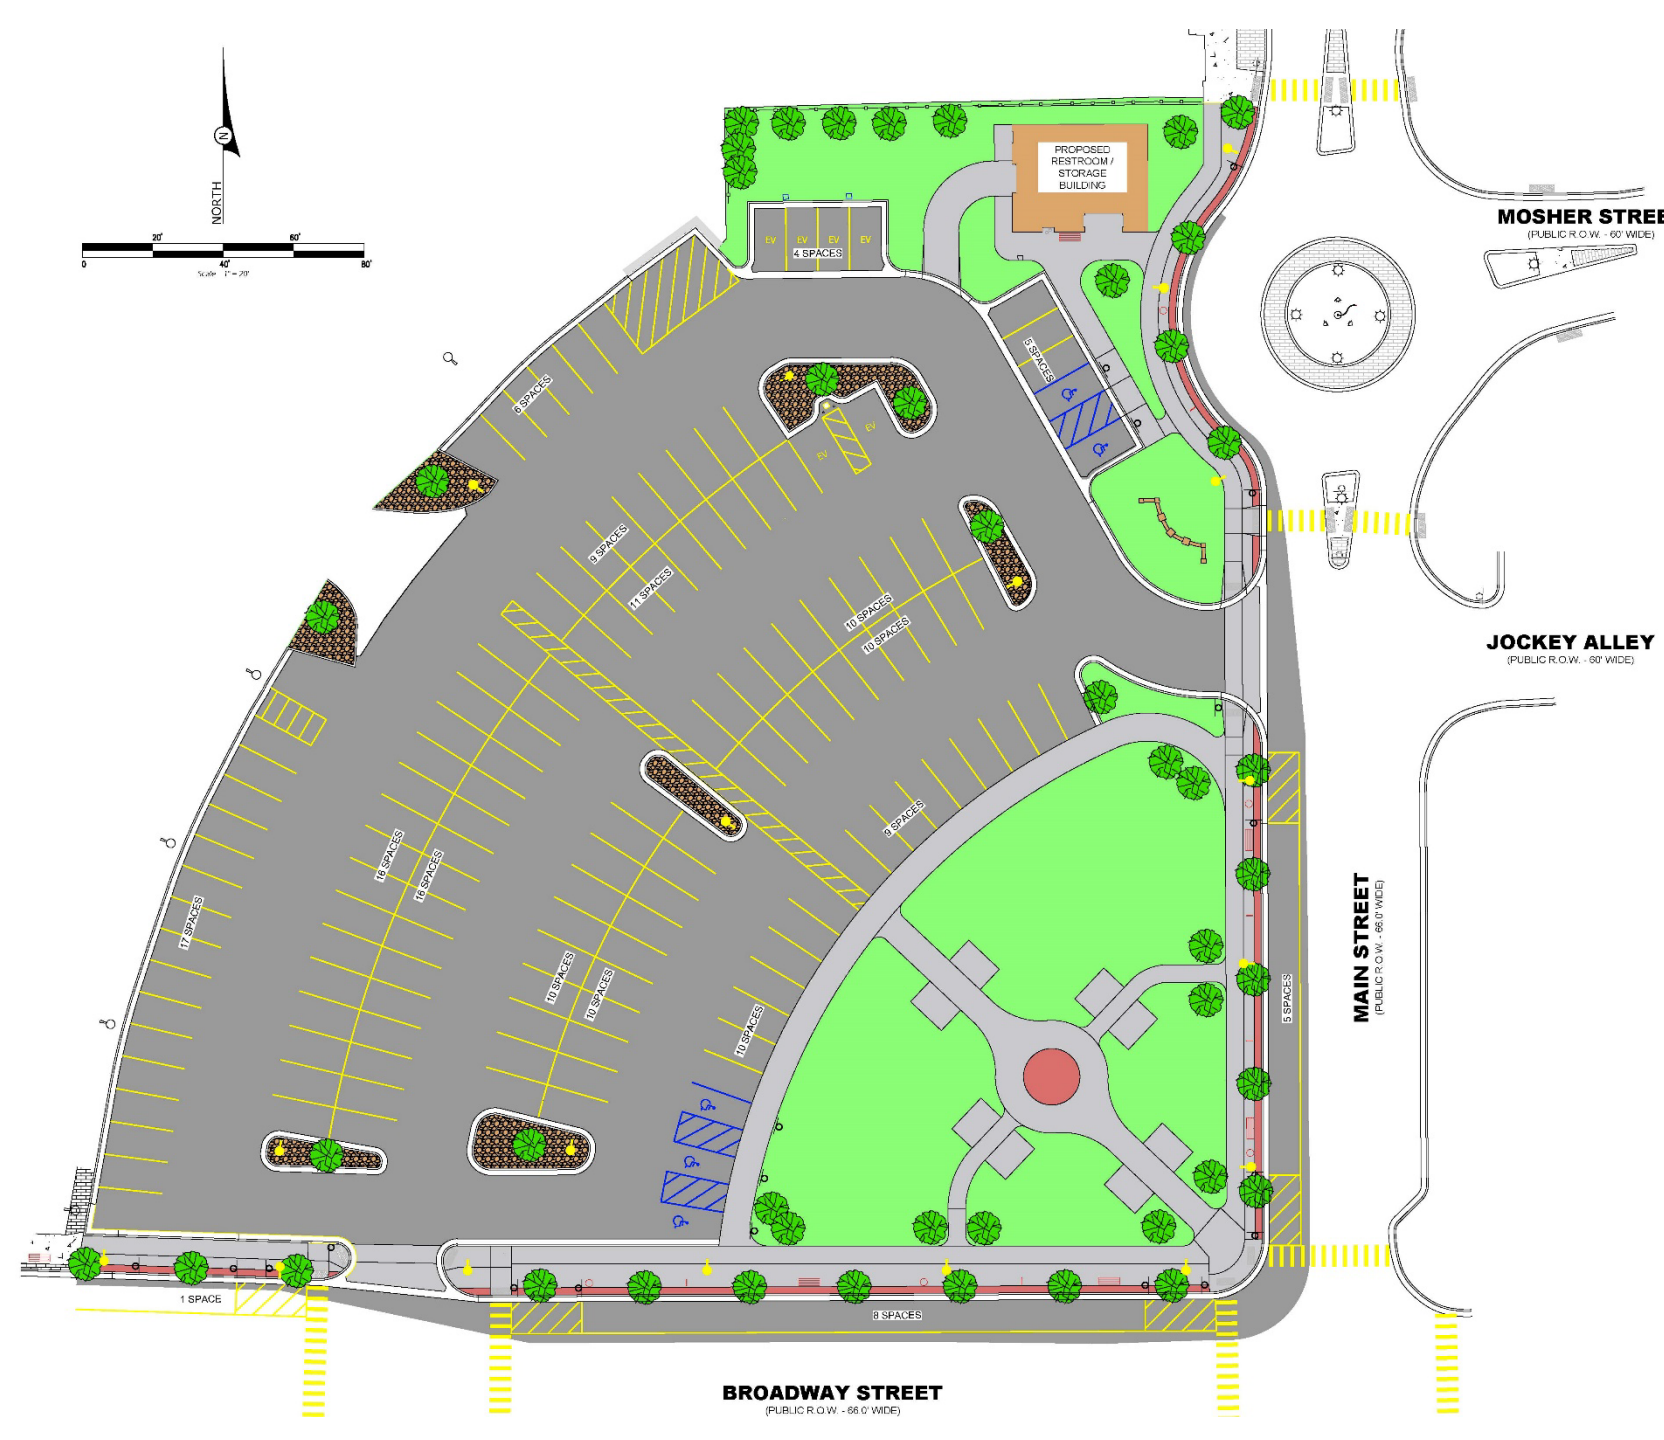 N
NORTH
20'
60'
0
40'
80'
Scale 1" = 20'
PROPOSED
RESTROOM /
STORAGE
BUILDING
MOSHER STREE
(PUBLIC R.O.W. - 60' WIDE)
EV
EV
EV
EV
4 SPACES
5 SPACES
6 SPACES
EV
EV
9 SPACES
11 SPACES
10 SPACES
10 SPACES
JOCKEY ALLEY
(PUBLIC R.O.W. - 60' WIDE)
9 SPACES
16 SPACES
16 SPACES
17 SPACES
10 SPACES
10 SPACES
10 SPACES
5 SPACES
MAIN STREET
(PUBLIC R.O.W. - 66.0' WIDE)
1 SPACE
8 SPACES
BROADWAY STREET
(PUBLIC R.O.W. - 66.0' WIDE)